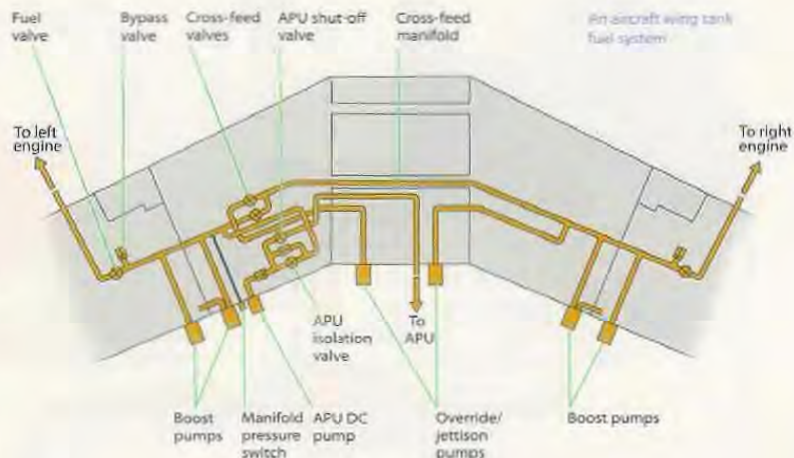 Fuel
valve
Bypass
valve
Cross-feed
valves
APU shut-off
valve
Cross-feed
manifold
An aircraft wing tank
fuel system
To left
engine
To right
engine
APU
isolation
valve
To
APU
Boost
pumps
Manifold
pressure
switch
APU DC
pump
Override/
jettison
pumps
Boost pumps